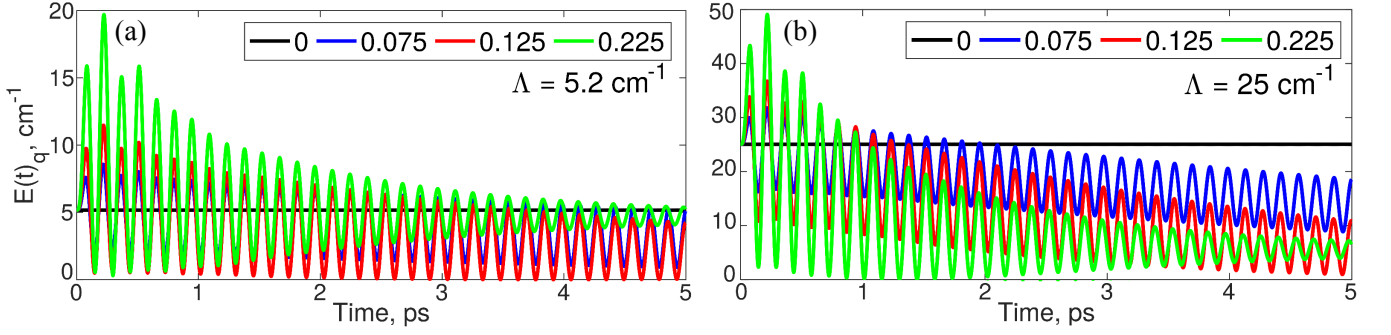 (a)
0 0.075 0.125 0.225
Λ = 5.2 cm-1
E(t)q, cm-1
20
15
10
5
0
0 1 2 3 4 5
Time, ps
(b)
0 0.075 0.125 0.225
Λ = 25 cm-1
50
40
30
20
10
0
0 1 2 3 4 5
Time, ps